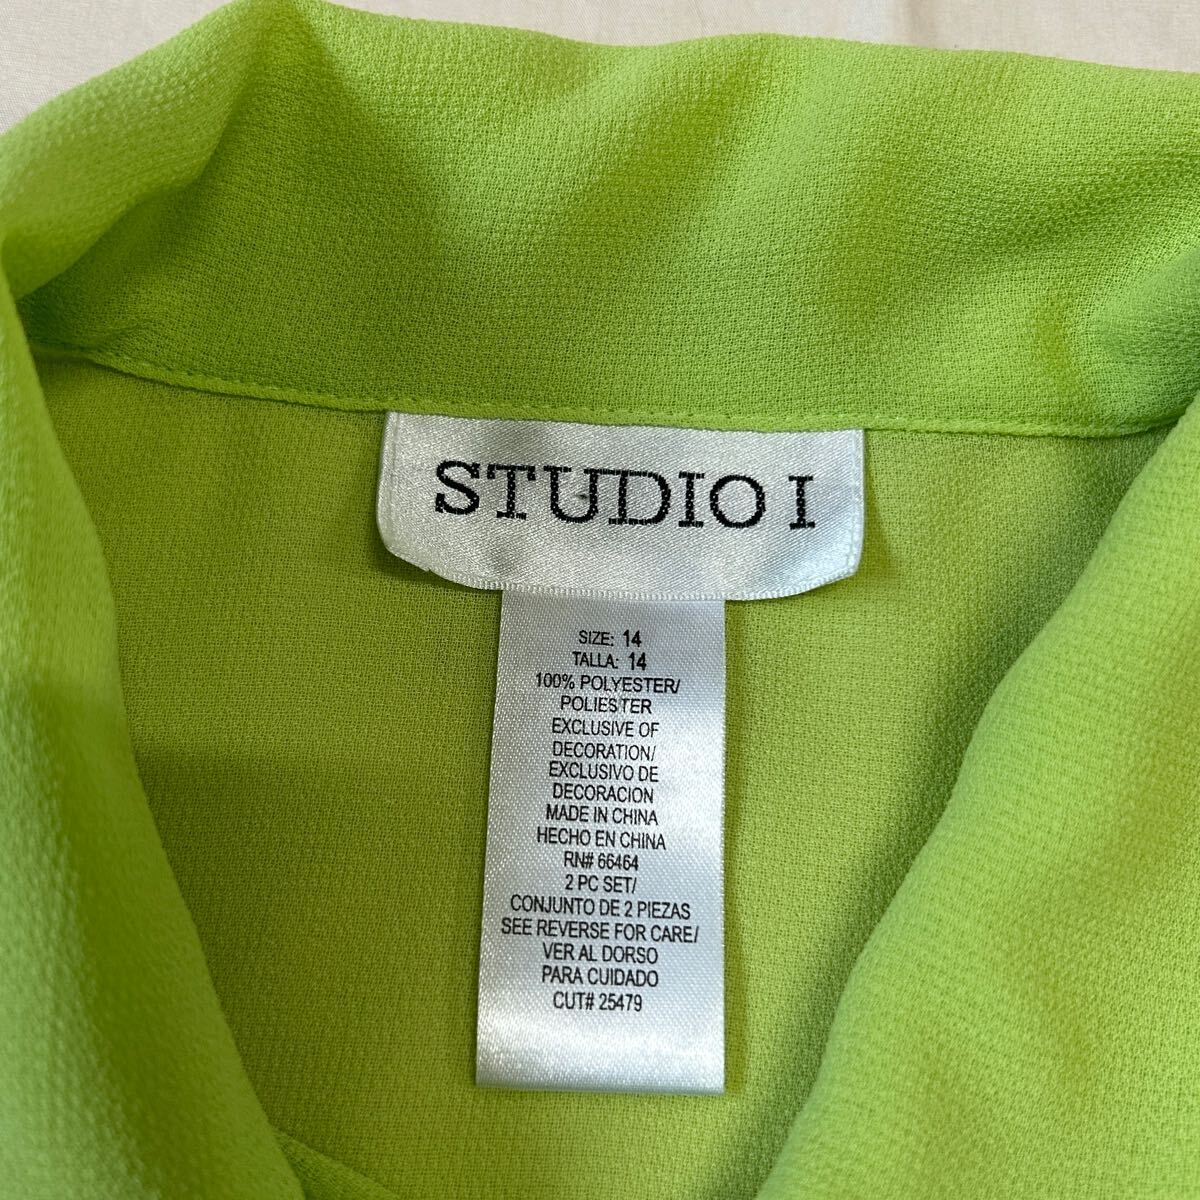 STUDIO I
SIZE: 14
TALLA: 14
100% POLYESTER/
POLIESTER
EXCLUSIVE OF
DECORATION/
EXCLUSIVO DE
DECORACION
MADE IN CHINA
HECHO EN CHINA
RN# 66464
2 PC SET/
CONJUNTO DE 2 PIEZAS
SEE REVERSE FOR CARE/
VER AL DORSO
PARA CUIDADO
CUT# 25479